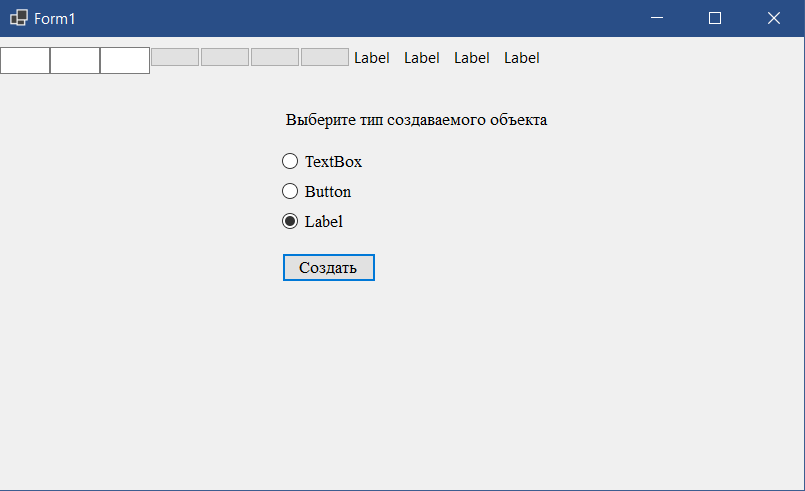 Form1
Label Label Label Label
Выберите тип создаваемого объекта
TextBox
Button
Label
Создать